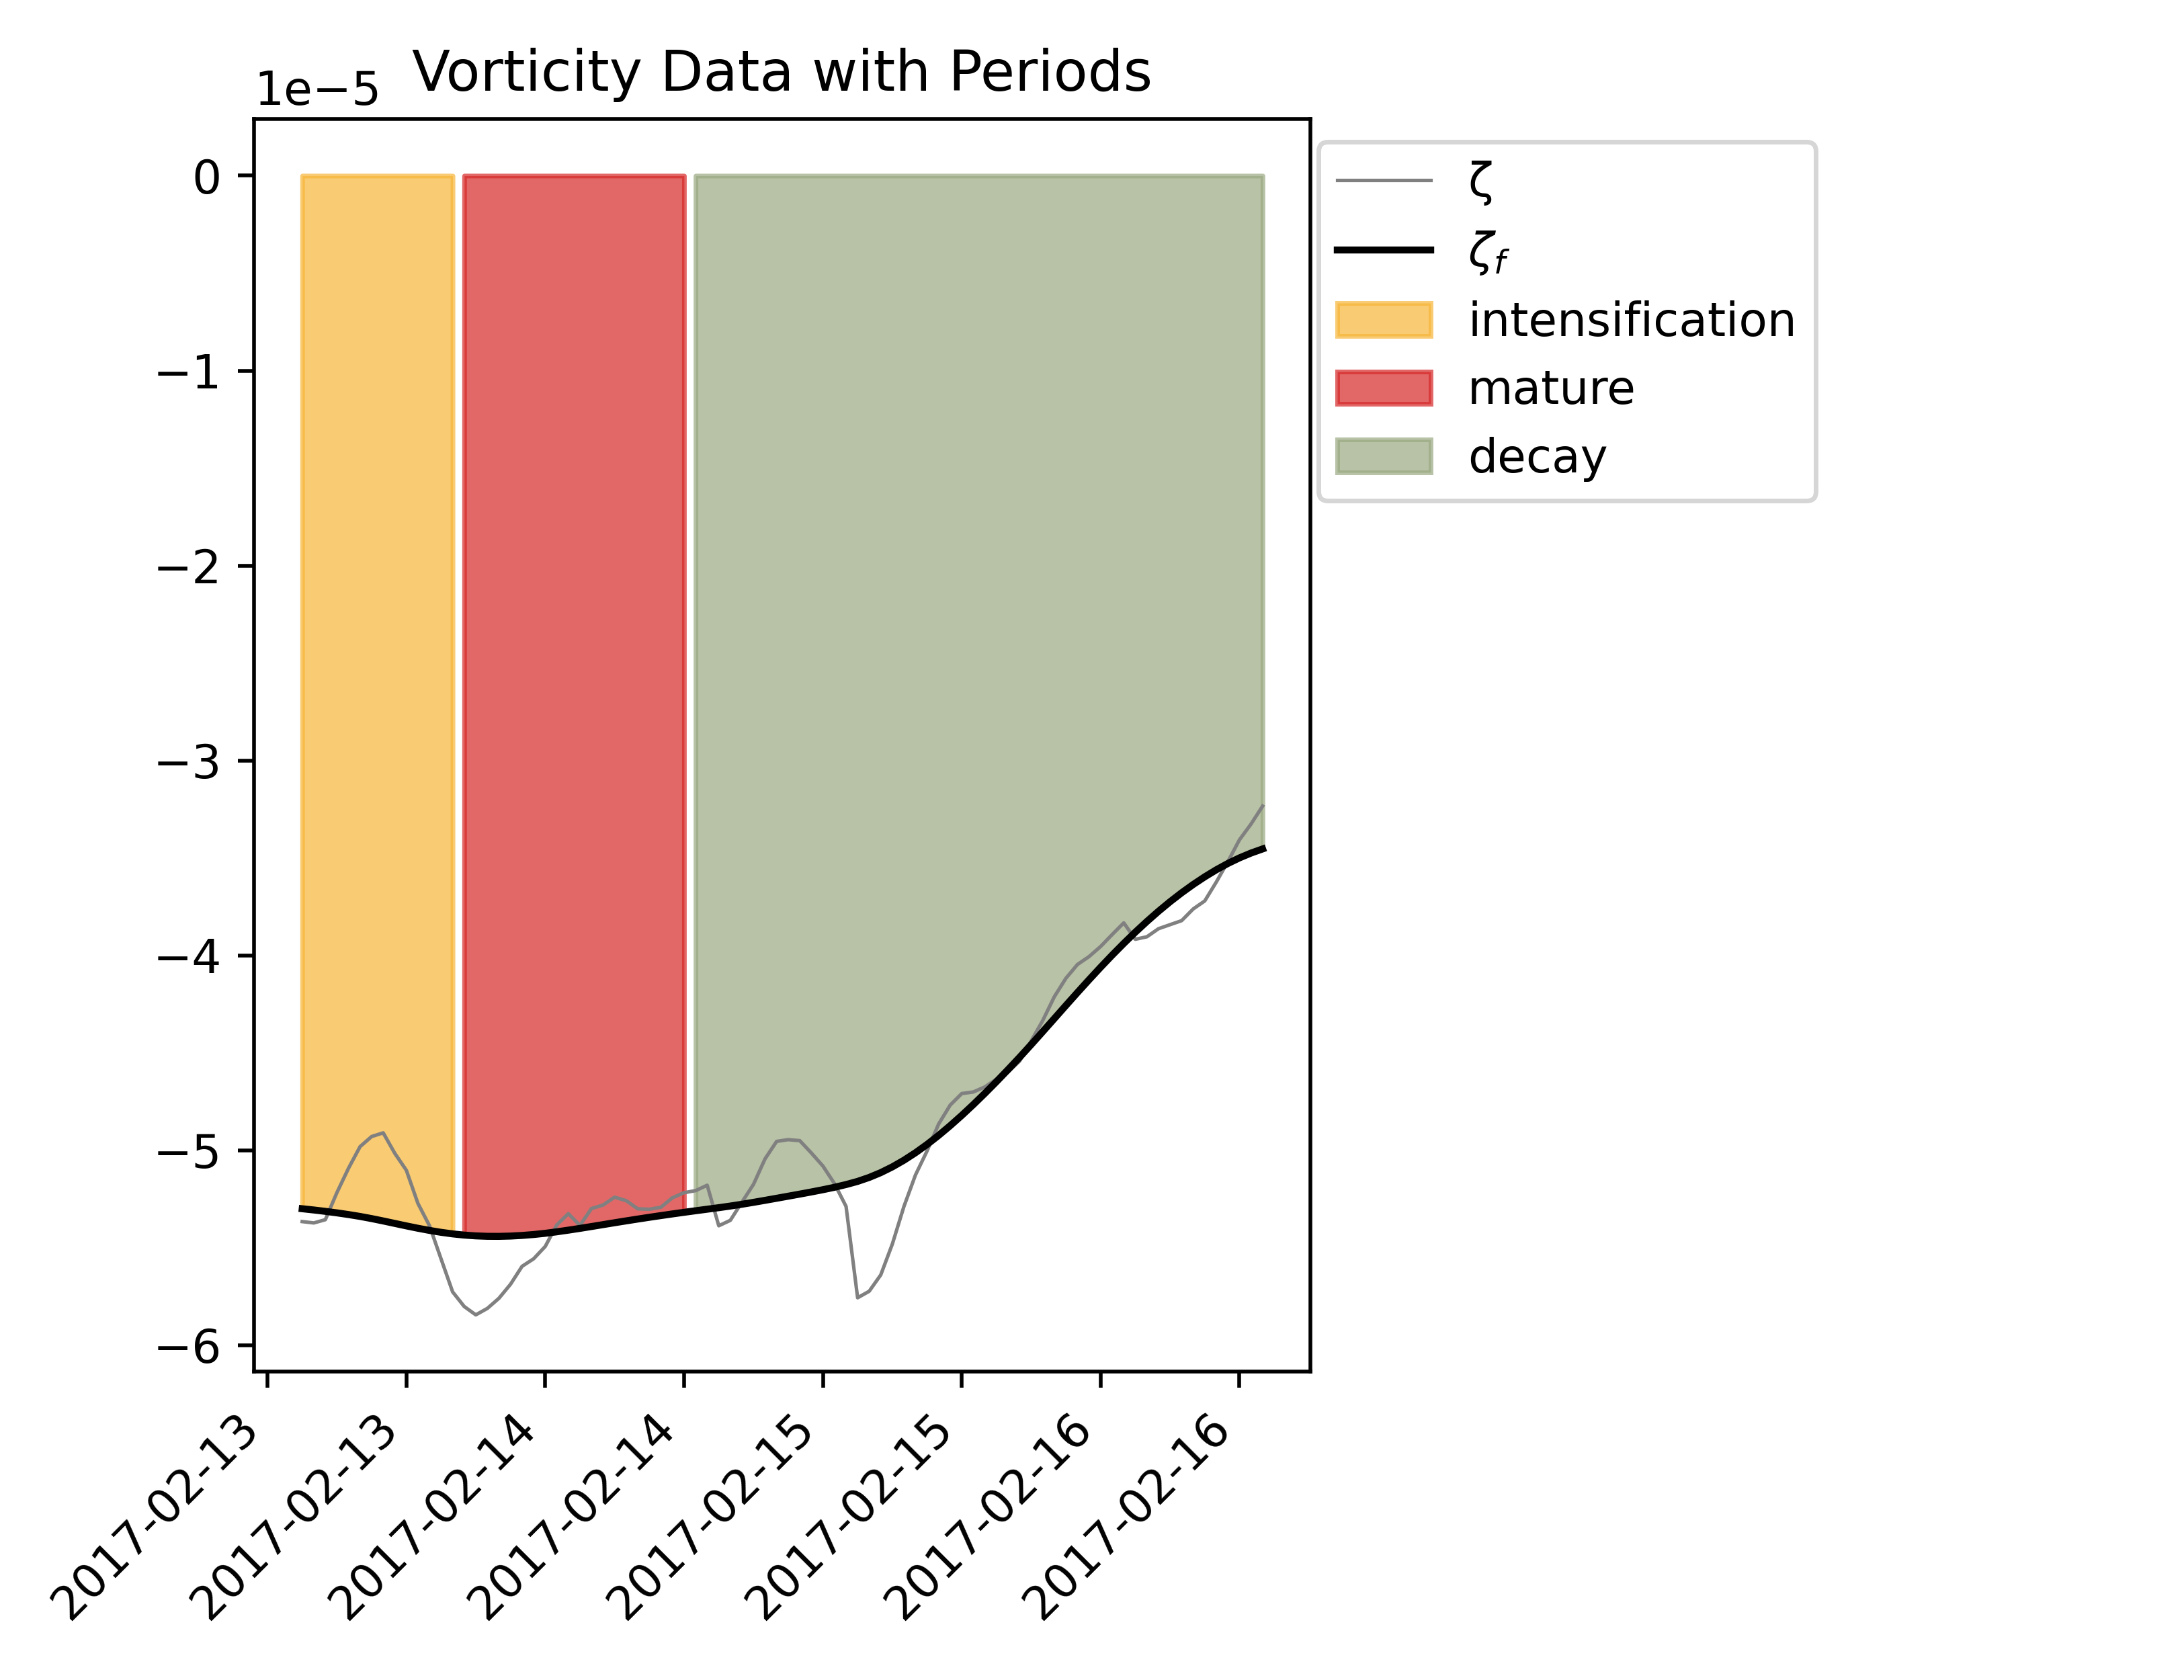 Vorticity Data with Periods
1e−5
0
−1
−2
−3
−4
−5
−6
2017-02-13
2017-02-13
2017-02-14
2017-02-14
2017-02-15
2017-02-15
2017-02-16
2017-02-16
ζ
ζf
intensification
mature
decay